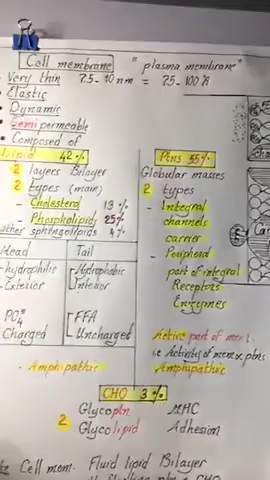 Cell membrane "plasma membrane"
- Very thin 7.5-10 nm = 75-100 Å
- Elastic
- Dynamic
- Semi permeable
- Composed of
Lipid 42 %
2 layers Bilayer
2 types (main)
- Cholesterol 13 %
- Phospholipids 25%
other sphingolipids 4%
Head Tail
- hydrophilic - Hydrophobic
- Exterior - Interior
PO4 FFA
Charged Uncharged
- Amphipathic
Ptns 55%
Globular masses
2 types
- Integral
channels
carrier
- Peripheral
part of integral
Receptors
Enzymes
Active part of mem.
i.e Activity of mem ∝ ptns
Amphipathic
CHO 3 %
2 Glycoptn MHC
Glycolipid Adhesion
Cell mem. Fluid lipid Bilayer